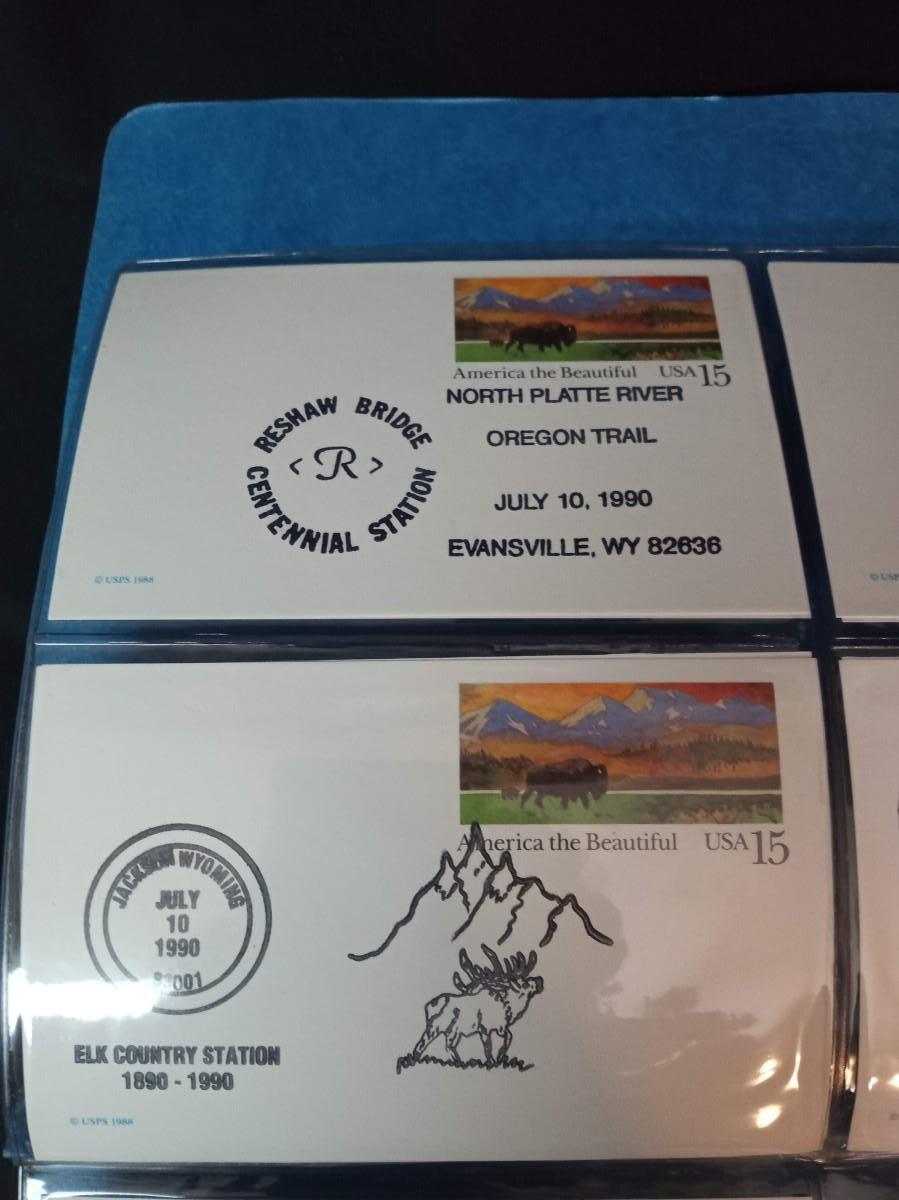 America the Beautiful USA 15
RESHAW BRIDGE
< R >
CENTENNIAL STATION
NORTH PLATTE RIVER
OREGON TRAIL
JULY 10, 1990
EVANSVILLE, WY 82636
© USPS 1988
© USPS
America the Beautiful USA 15
JACKSON WYOMING
JULY
10
1990
83001
ELK COUNTRY STATION
1890 - 1990
© USPS 1988
©